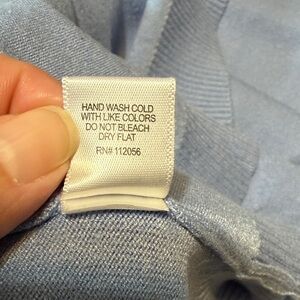 HAND WASH COLD
WITH LIKE COLORS
DO NOT BLEACH
DRY FLAT
RN# 112056